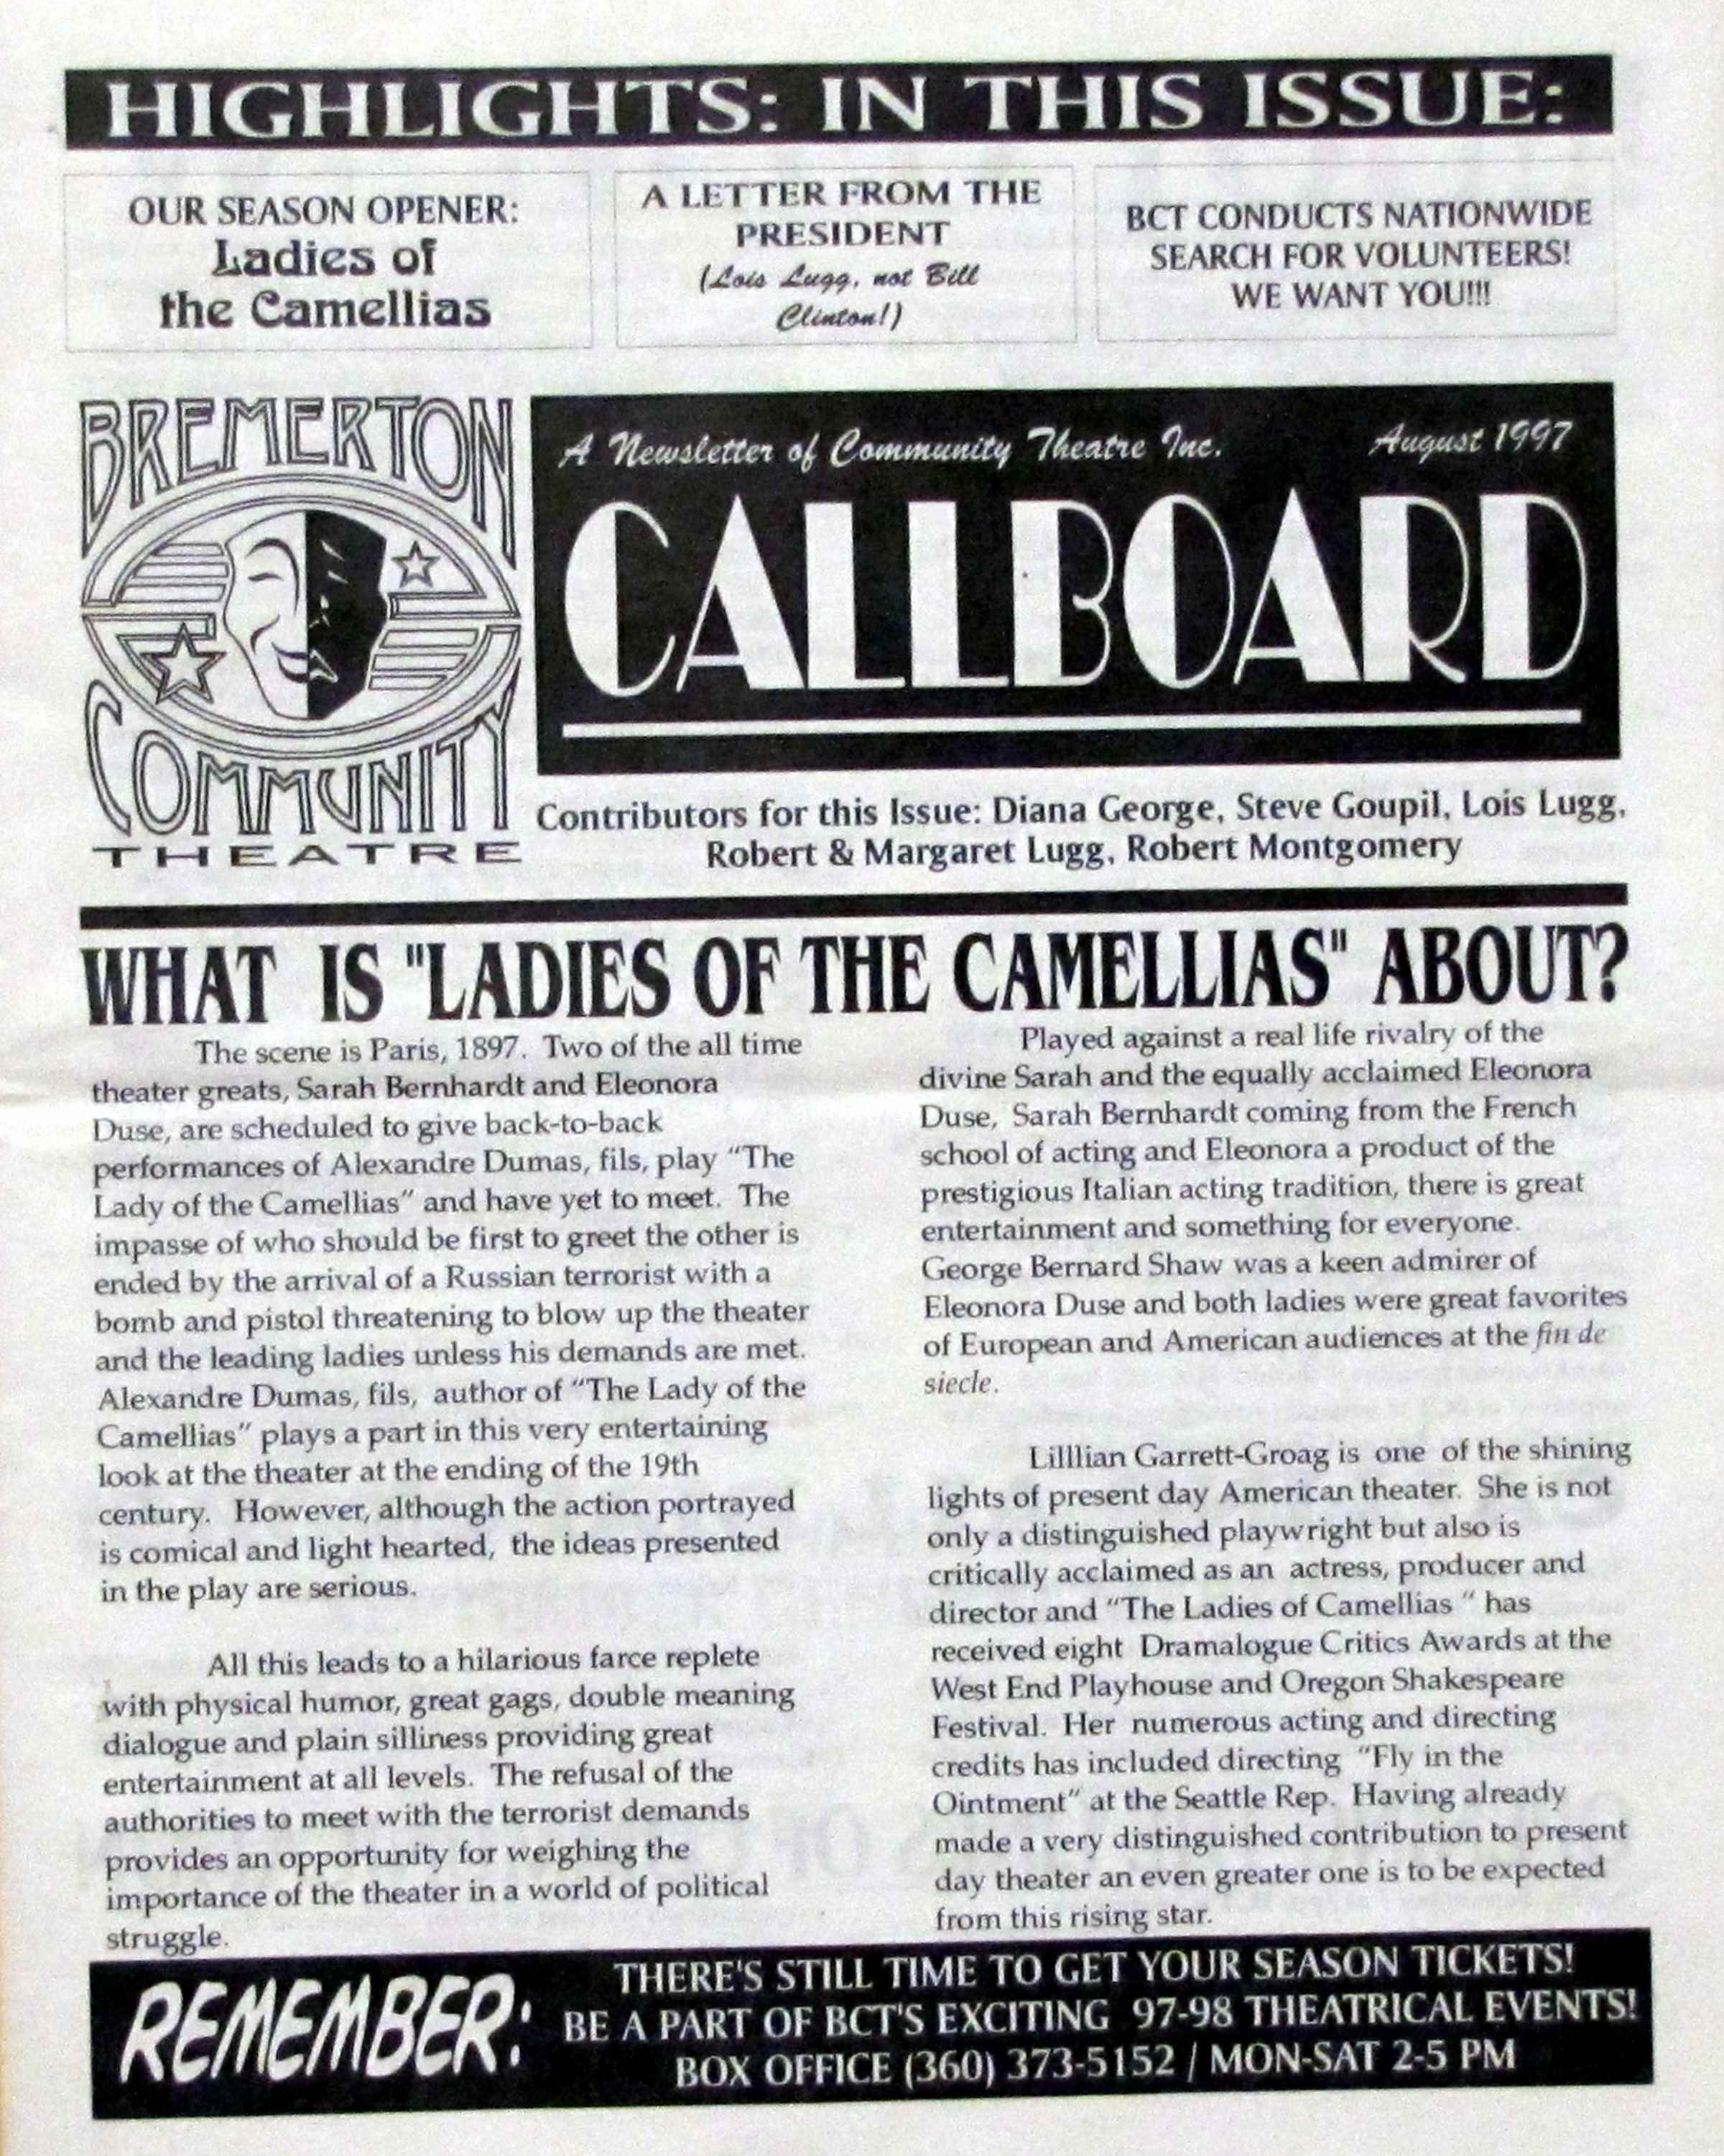 HIGHLIGHTS: IN THIS ISSUE:
OUR SEASON OPENER:
Ladies of
the Camellias
A LETTER FROM THE
PRESIDENT
(Lois Lugg, not Bill
Clinton!)
BCT CONDUCTS NATIONWIDE
SEARCH FOR VOLUNTEERS!
WE WANT YOU!!!
BREMERTON
COMMUNITY
THEATRE
A Newsletter of Community Theatre Inc. August 1997
CALLBOARD
Contributors for this Issue: Diana George, Steve Goupil, Lois Lugg,
Robert & Margaret Lugg, Robert Montgomery
WHAT IS "LADIES OF THE CAMELLIAS" ABOUT?
The scene is Paris, 1897. Two of the all time
theater greats, Sarah Bernhardt and Eleonora
Duse, are scheduled to give back-to-back
performances of Alexandre Dumas, fils, play "The
Lady of the Camellias" and have yet to meet. The
impasse of who should be first to greet the other is
ended by the arrival of a Russian terrorist with a
bomb and pistol threatening to blow up the theater
and the leading ladies unless his demands are met.
Alexandre Dumas, fils, author of "The Lady of the
Camellias" plays a part in this very entertaining
look at the theater at the ending of the 19th
century. However, although the action portrayed
is comical and light hearted, the ideas presented
in the play are serious.
All this leads to a hilarious farce replete
with physical humor, great gags, double meaning
dialogue and plain silliness providing great
entertainment at all levels. The refusal of the
authorities to meet with the terrorist demands
provides an opportunity for weighing the
importance of the theater in a world of political
struggle.
Played against a real life rivalry of the
divine Sarah and the equally acclaimed Eleonora
Duse, Sarah Bernhardt coming from the French
school of acting and Eleonora a product of the
prestigious Italian acting tradition, there is great
entertainment and something for everyone.
George Bernard Shaw was a keen admirer of
Eleonora Duse and both ladies were great favorites
of European and American audiences at the fin de
siecle.
Lilllian Garrett-Groag is one of the shining
lights of present day American theater. She is not
only a distinguished playwright but also is
critically acclaimed as an actress, producer and
director and "The Ladies of Camellias " has
received eight Dramalogue Critics Awards at the
West End Playhouse and Oregon Shakespeare
Festival. Her numerous acting and directing
credits has included directing "Fly in the
Ointment" at the Seattle Rep. Having already
made a very distinguished contribution to present
day theater an even greater one is to be expected
from this rising star.
REMEMBER:
THERE'S STILL TIME TO GET YOUR SEASON TICKETS!
BE A PART OF BCT'S EXCITING 97-98 THEATRICAL EVENTS!
BOX OFFICE (360) 373-5152 / MON-SAT 2-5 PM